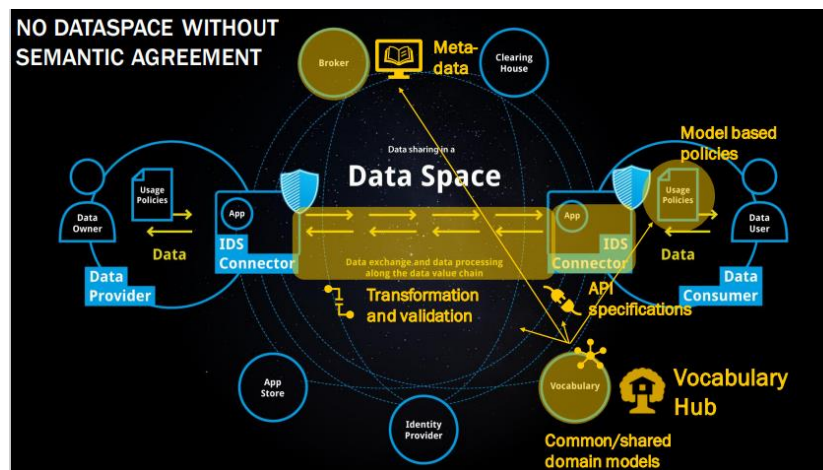 NO DATASPACE WITHOUT
SEMANTIC AGREEMENT
Broker
Meta-
data
Clearing
House
Data sharing in a
Data Space
Model based
policies
Usage
Policies
Data
Owner
Data
App
IDS
Connector
Data
Provider
Data exchange and data processing
along the data value chain
App
IDS
Connector
Usage
Policies
Data
User
Data
Data
Consumer
Transformation
and validation
API
specifications
App
Store
Identity
Provider
Vocabulary
Vocabulary
Hub
Common/shared
domain models